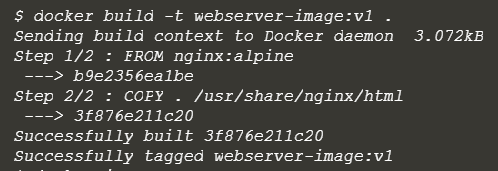 $ docker build -t webserver-image:v1 .
Sending build context to Docker daemon  3.072kB
Step 1/2 : FROM nginx:alpine
 ---> b9e2356ea1be
Step 2/2 : COPY . /usr/share/nginx/html
 ---> 3f876e211c20
Successfully built 3f876e211c20
Successfully tagged webserver-image:v1